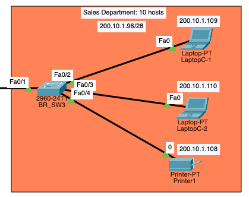 Sales Department: 10 hosts
200.10.1.96/28
200.10.1.109
Fa0
Laptop-PT
LaptopC-1
Fa0/1
Fa0/2
Fa0/3
Fa0/4
2960-24TT
BR_SW3
200.10.1.110
Fa0
Laptop-PT
LaptopC-2
0
200.10.1.108
Printer-PT
Printer1